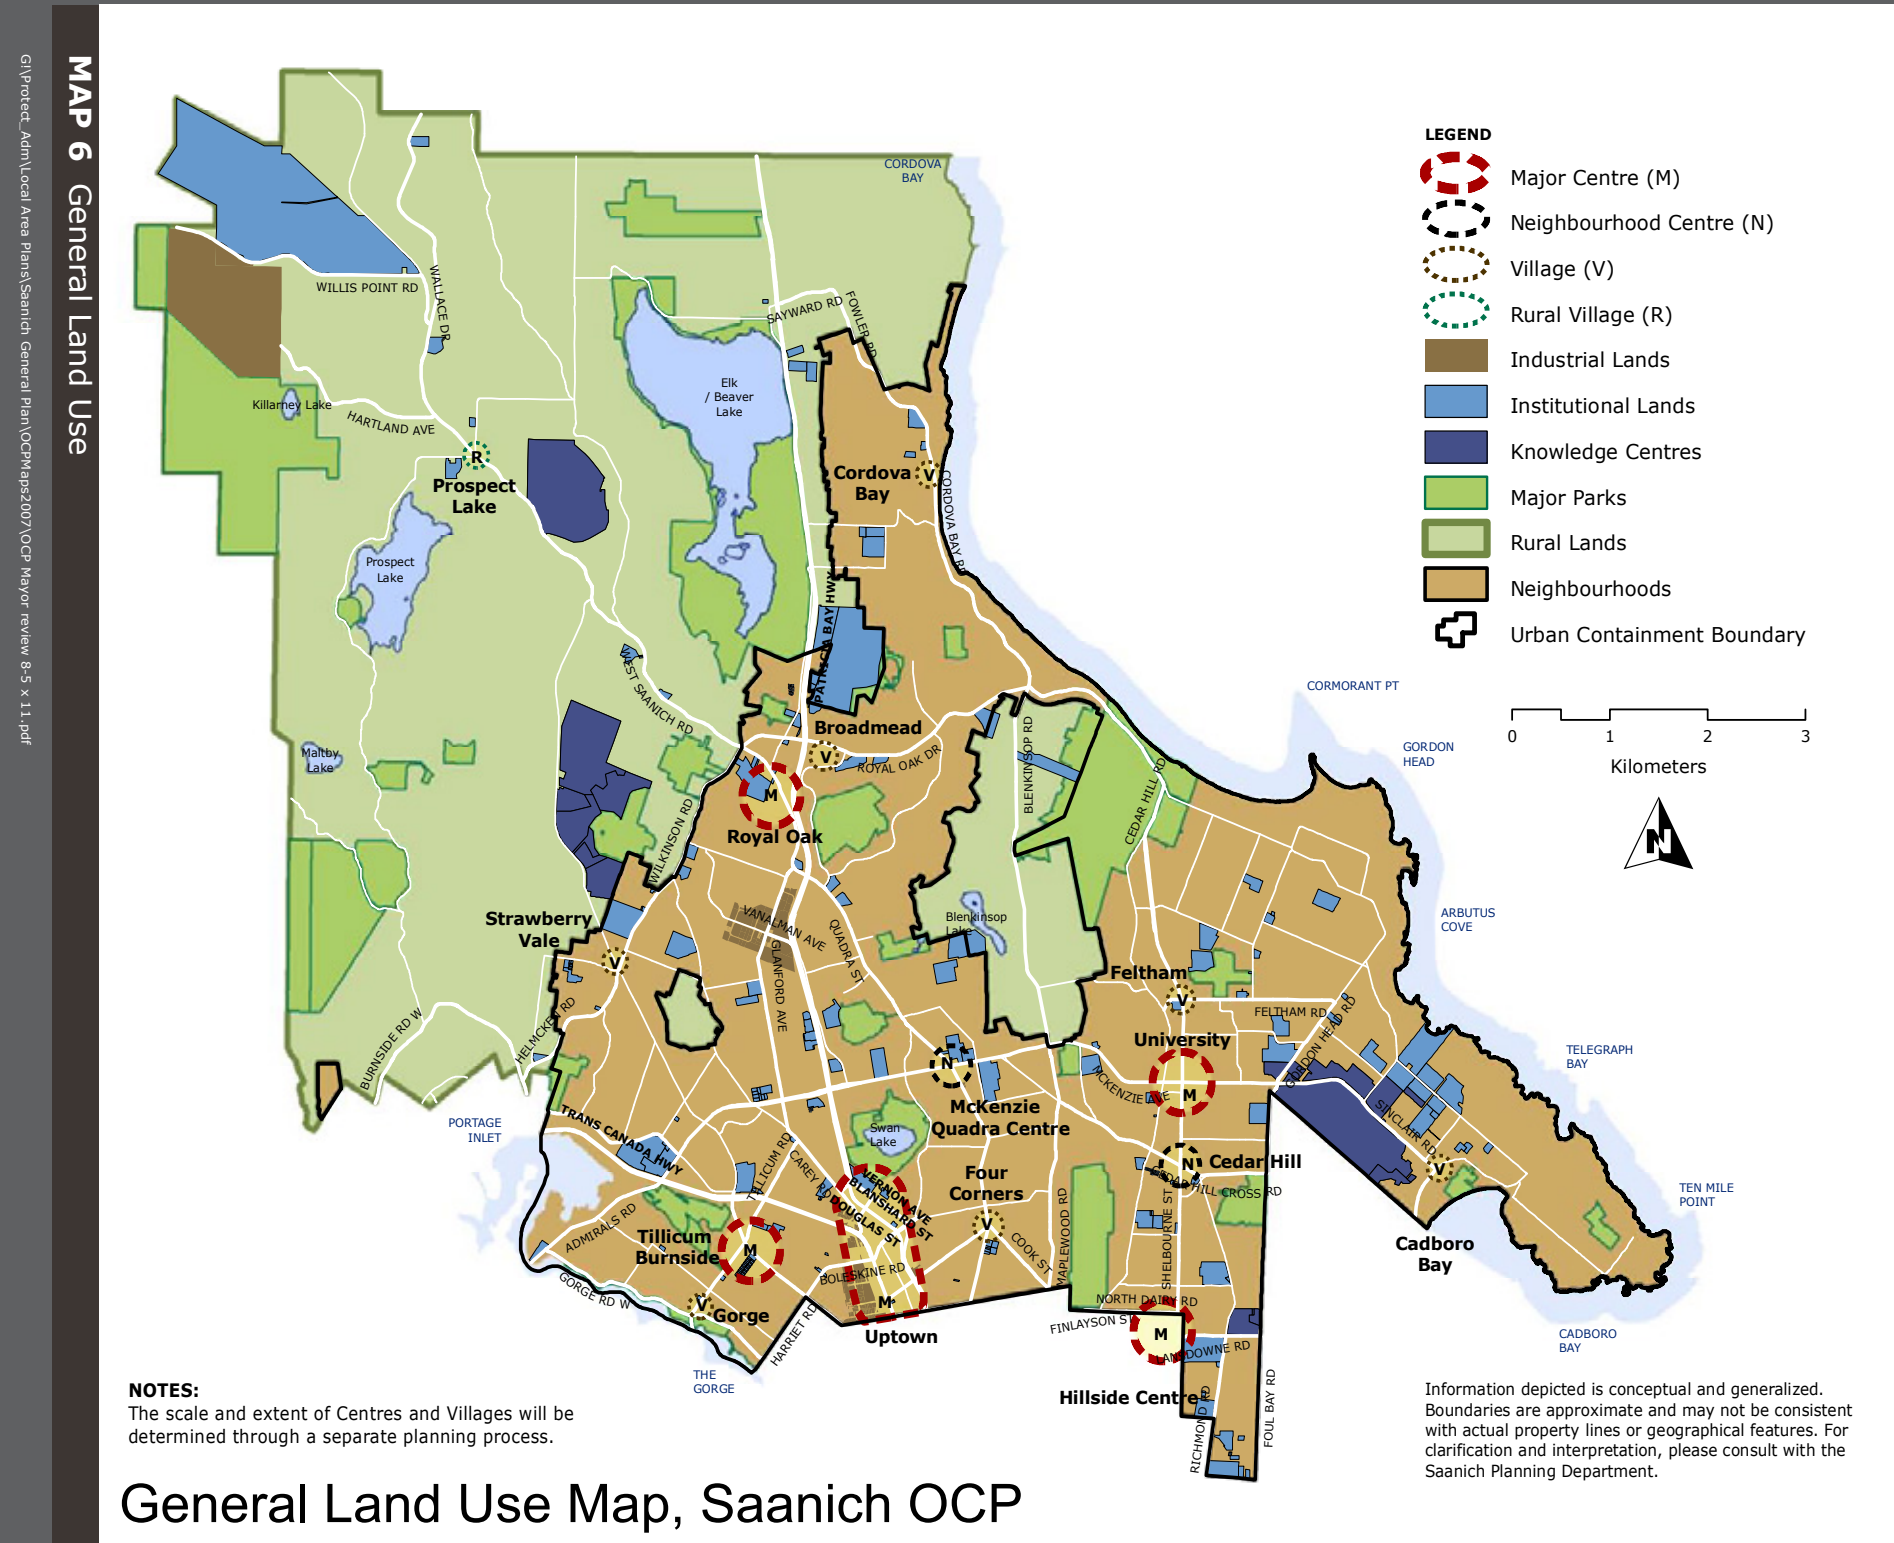 G!\Protect_Adm\Local Area Plans\Saanich General Plan\OCPMaps2007\OCP Mayor review 8-5 x 11.pdf
MAP 6 General Land Use
LEGEND
Major Centre (M)
Neighbourhood Centre (N)
Village (V)
Rural Village (R)
Industrial Lands
Institutional Lands
Knowledge Centres
Major Parks
Rural Lands
Neighbourhoods
Urban Containment Boundary
0 1 2 3
Kilometers
N
CORDOVA
BAY
WILLIS POINT RD
WALLACE DR
SAYWARD RD
FOWLER RD
Killarney Lake
HARTLAND AVE
Elk
/ Beaver
Lake
R
Prospect
Lake
Cordova
Bay
V
CORDOVA BAY RD
Prospect
Lake
PATRICIA BAY HWY
WEST SAANICH RD
CORMORANT PT
GORDON
HEAD
Broadmead
V
ROYAL OAK DR
BLENKINSOP RD
Maltby
Lake
M
Royal Oak
WILKINSON RD
CEDAR HILL RD
Strawberry
Vale
V
VANALMAN AVE
QUADRA ST
GLANFORD AVE
Blenkinsop
Lake
ARBUTUS
COVE
Feltham
V
FELTHAM RD
GORDON HEAD RD
BURNSIDE RD W
HELMCKEN RD
University
M
MCKENZIE AVE
N
McKenzie
Quadra Centre
TELEGRAPH
BAY
PORTAGE
INLET
TRANS CANADA HWY
Swan
Lake
TILLICUM RD
CAREY RD
VERNON AVE
BLANSHARD ST
DOUGLAS ST
Four
Corners
V
COOK ST
MAPLEWOOD RD
N
Cedar Hill
CEDAR HILL CROSS RD
SHELBOURNE ST
SINCLAIR RD
V
Cadboro
Bay
TEN MILE
POINT
ADMIRALS RD
Tillicum
Burnside
M
GORGE RD W
V
Gorge
HARRIET RD
BOLESKINE RD
M
Uptown
NORTH DAIRY RD
FINLAYSON ST
M
LANSDOWNE RD
Hillside Centre
RICHMOND RD
FOUL BAY RD
CADBORO
BAY
THE
GORGE
NOTES:
The scale and extent of Centres and Villages will be
determined through a separate planning process.
Information depicted is conceptual and generalized.
Boundaries are approximate and may not be consistent
with actual property lines or geographical features. For
clarification and interpretation, please consult with the
Saanich Planning Department.
General Land Use Map, Saanich OCP